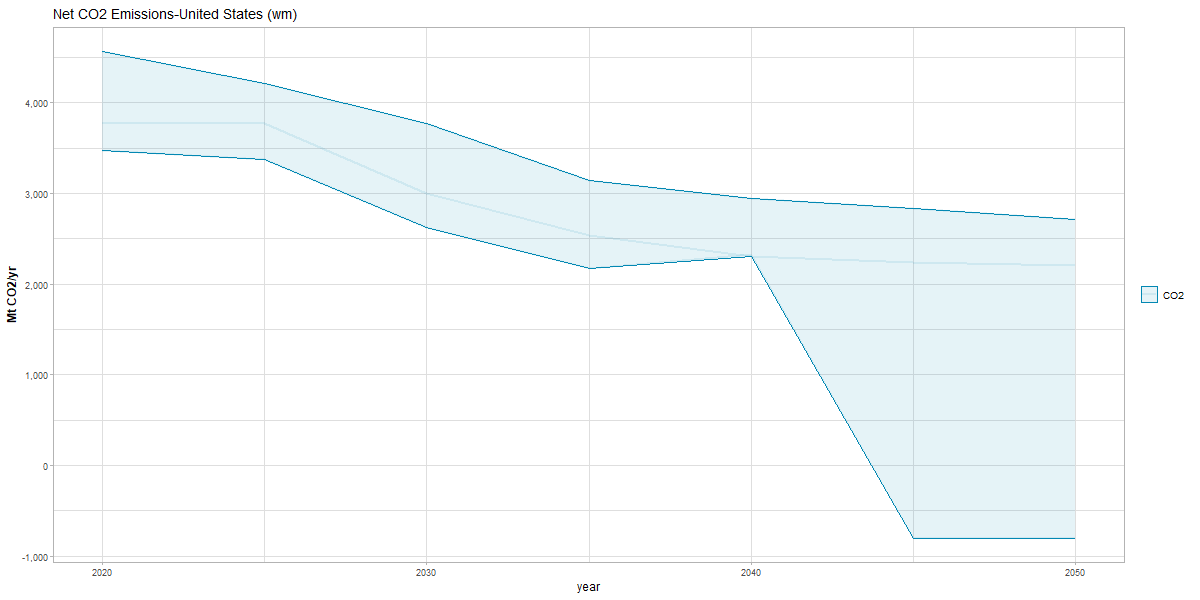 Net CO2 Emissions-United States (wm)
4,000
3,000
2,000
1,000
0
-1,000
Mt CO2/yr
2020
2030
2040
2050
year
CO2